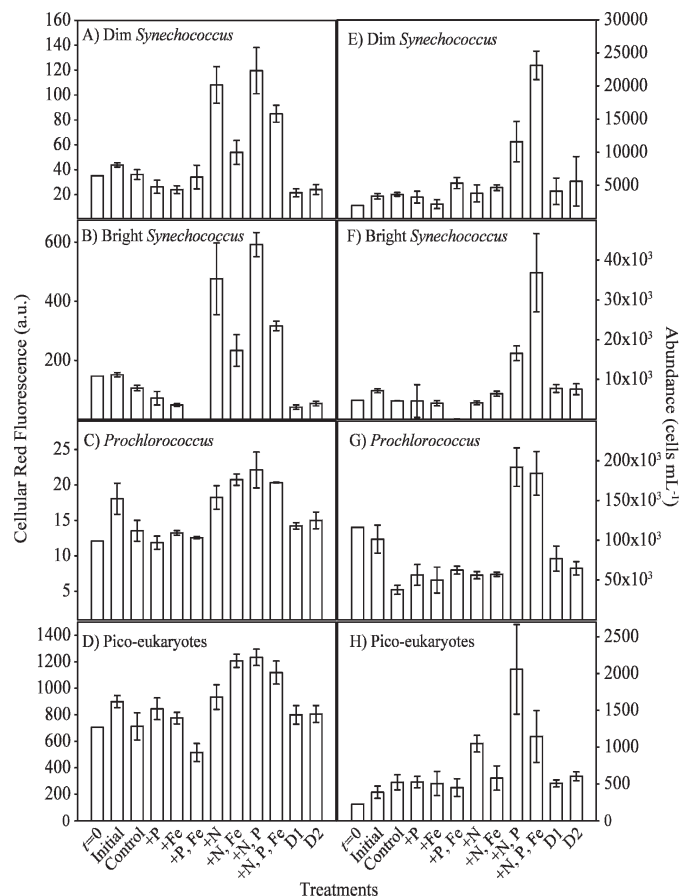 A) Dim Synechococcus
160
140
120
100
80
60
40
20
E) Dim Synechococcus
30000
25000
20000
15000
10000
5000
B) Bright Synechococcus
600
400
200
F) Bright Synechococcus
40x10³
30x10³
20x10³
10x10³
C) Prochlorococcus
25
20
15
10
5
G) Prochlorococcus
200x10³
150x10³
100x10³
50x10³
D) Pico-eukaryotes
1400
1200
1000
800
600
400
200
0
H) Pico-eukaryotes
2500
2000
1500
1000
500
0
Cellular Red Fluorescence (a.u.)
Abundance (cells mL⁻¹)
t=0
Initial
Control
+P
+Fe
+P, Fe
+N
+N, Fe
+N, P
+N, P, Fe
D1
D2
t=0
Initial
Control
+P
+Fe
+P, Fe
+N
+N, Fe
+N, P
+N, P, Fe
D1
D2
Treatments